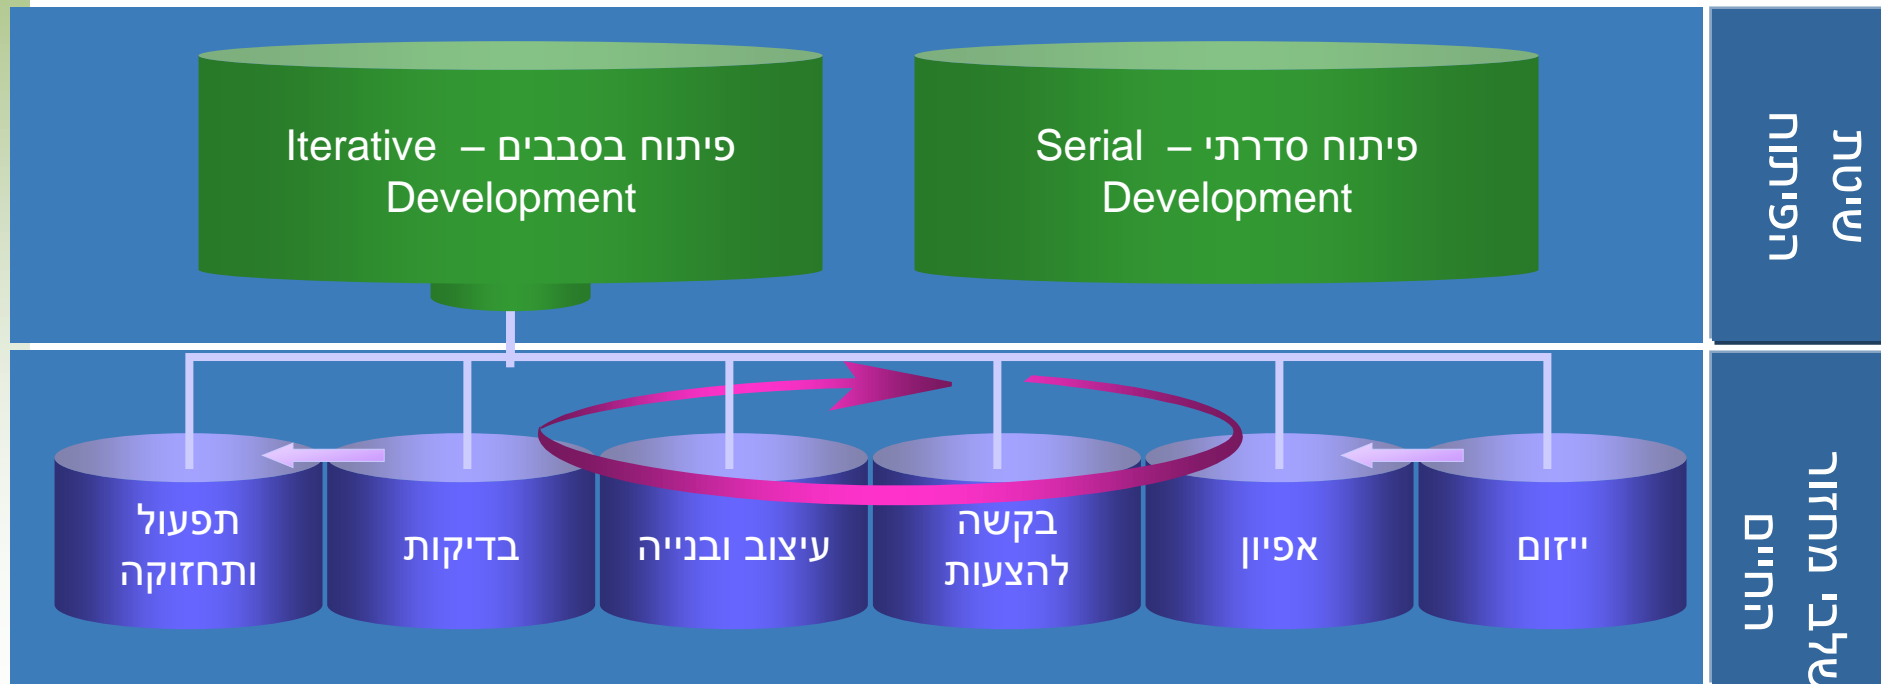 שיטת
הפיתוח
פיתוח סדרתי – Serial
Development
פיתוח בסבבים – Iterative
Development
שלבי מחזור
החיים
ייזום
אפיון
בקשה
להצעות
עיצוב ובנייה
בדיקות
תפעול
ותחזוקה